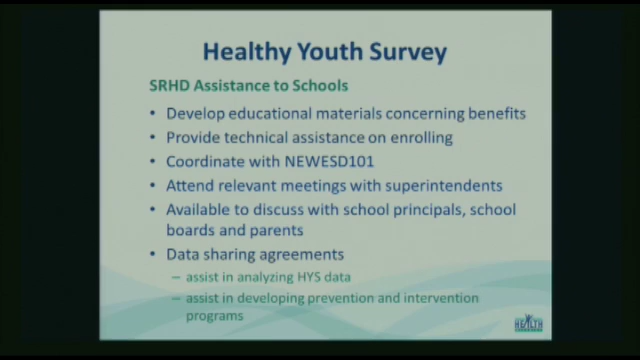 Healthy Youth Survey
SRHD Assistance to Schools
• Develop educational materials concerning benefits
• Provide technical assistance on enrolling
• Coordinate with NEWESD101
• Attend relevant meetings with superintendents
• Available to discuss with school principals, school
boards and parents
• Data sharing agreements
– assist in analyzing HYS data
– assist in developing prevention and intervention
programs
HEALTH